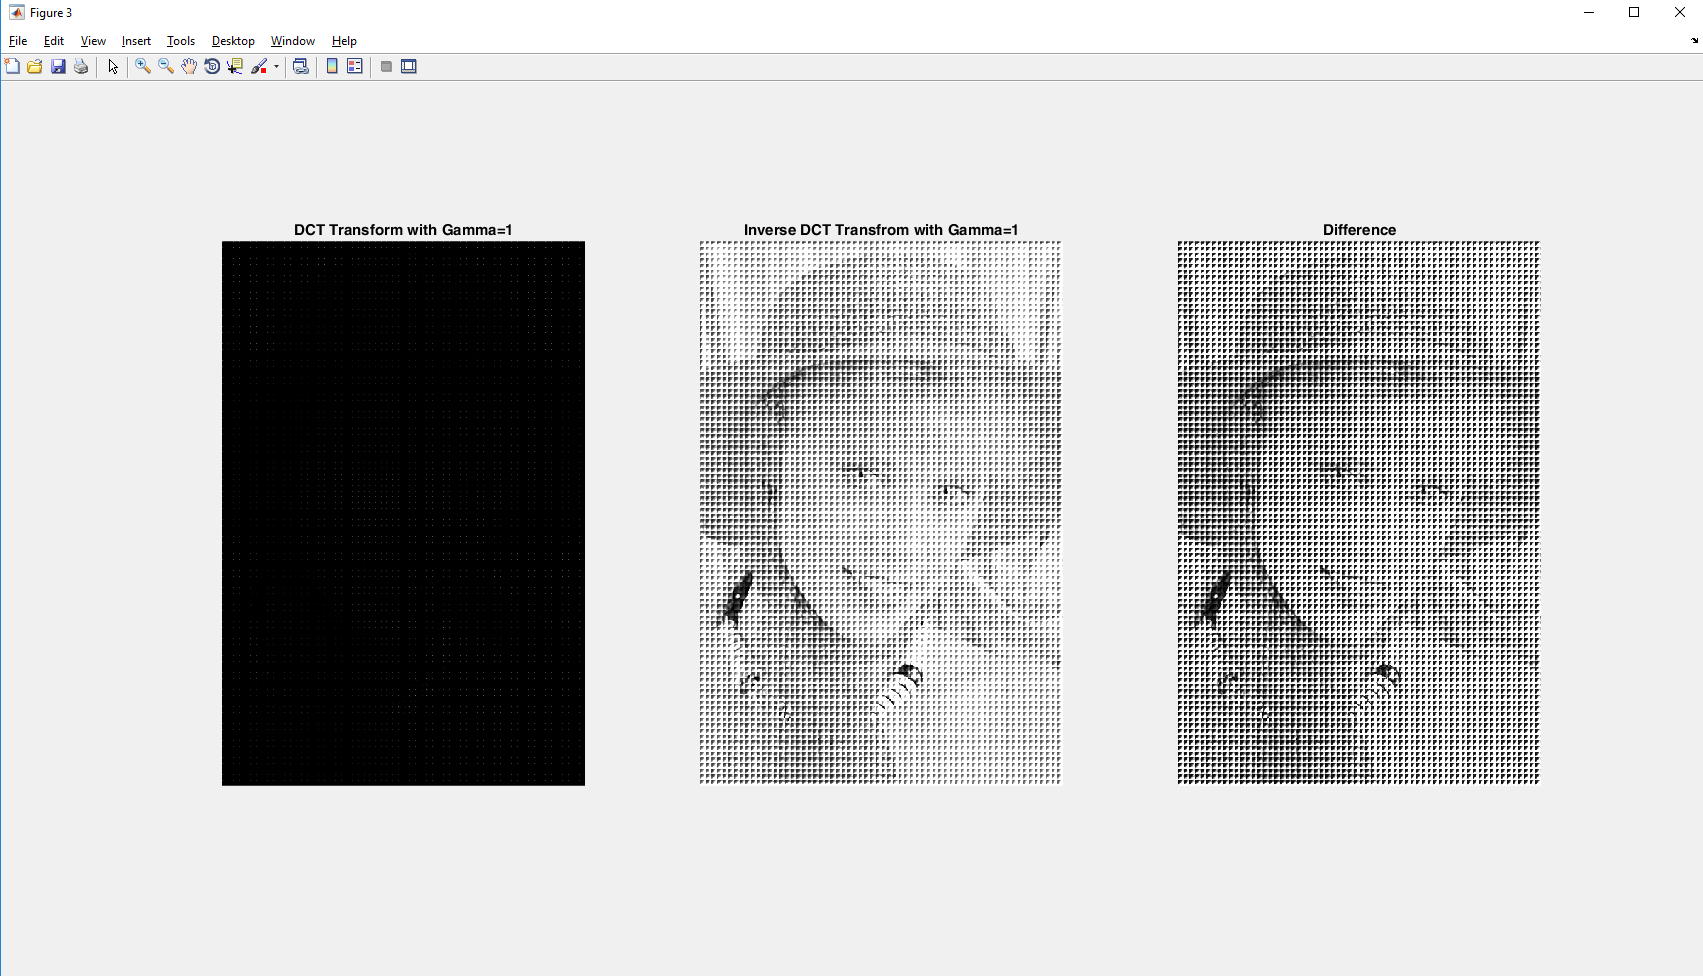 Figure 3
File Edit View Insert Tools Desktop Window Help
DCT Transform with Gamma=1
Inverse DCT Transfrom with Gamma=1
Difference